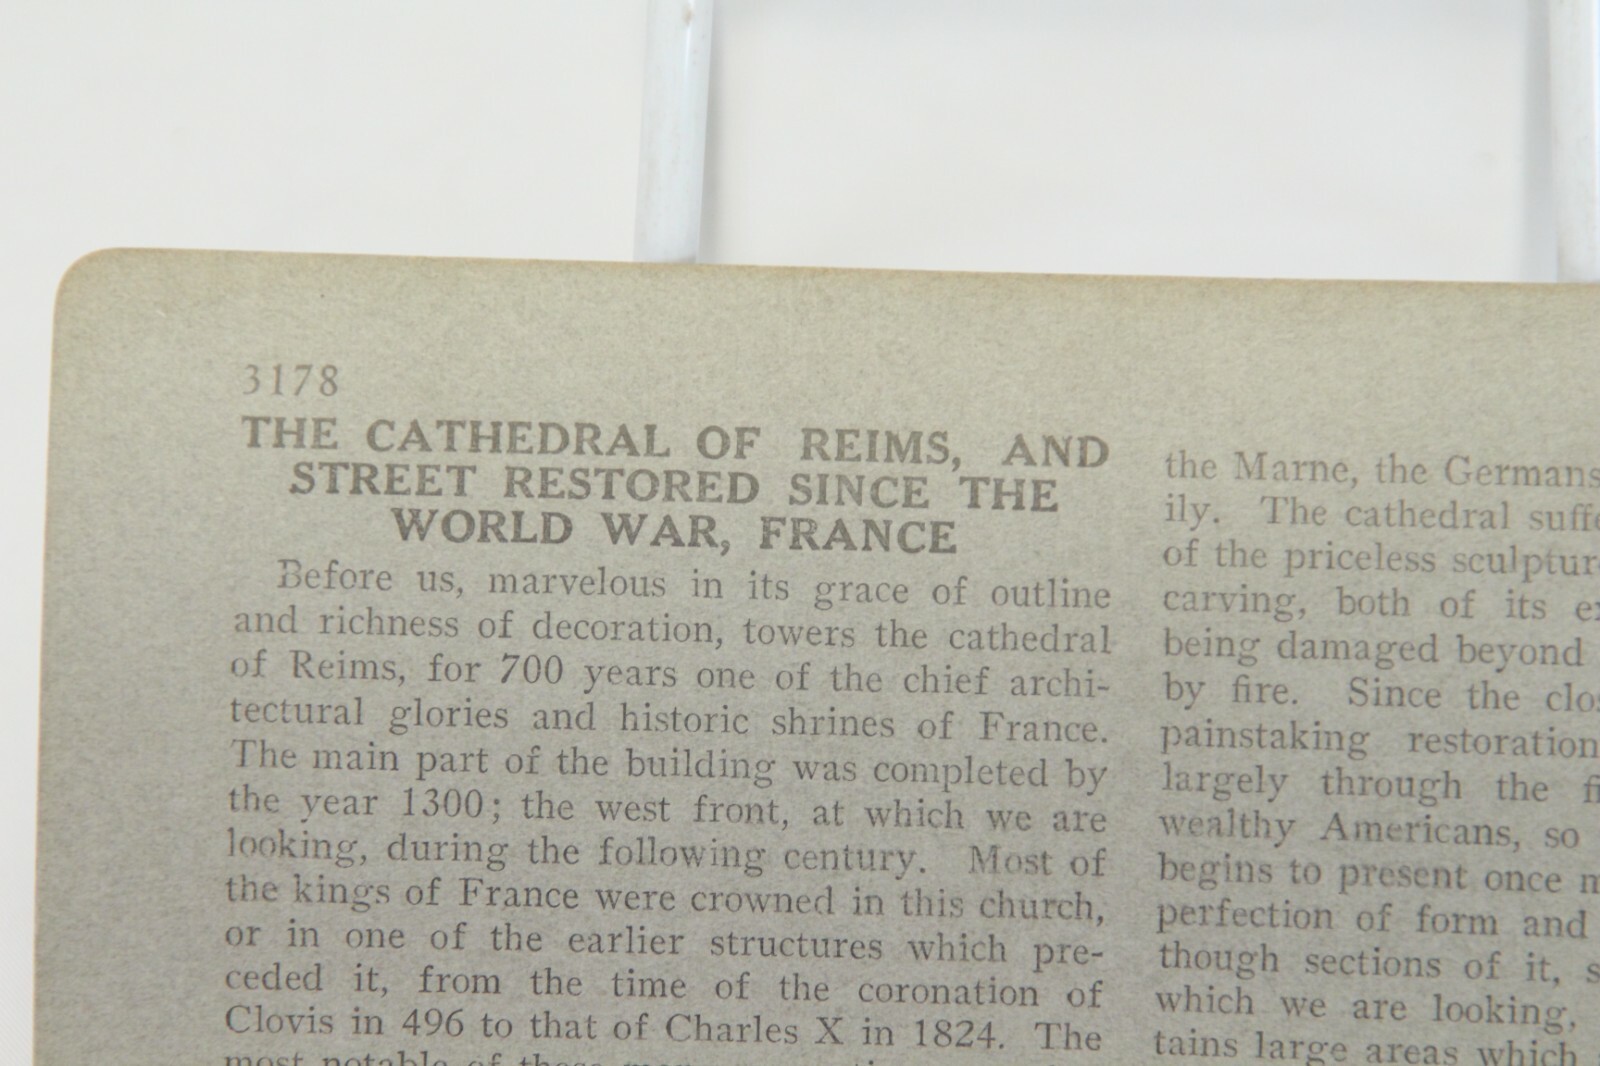 3178
THE CATHEDRAL OF REIMS, AND
STREET RESTORED SINCE THE
WORLD WAR, FRANCE
Before us, marvelous in its grace of outline
and richness of decoration, towers the cathedral
of Reims, for 700 years one of the chief archi-
tectural glories and historic shrines of France.
The main part of the building was completed by
the year 1300; the west front, at which we are
looking, during the following century. Most of
the kings of France were crowned in this church,
or in one of the earlier structures which pre-
ceded it, from the time of the coronation of
Clovis in 496 to that of Charles X in 1824. The
most notable of these
the Marne, the Germans
ily. The cathedral
of the priceless
carving, both of its
being damaged beyond
by fire. Since the
painstaking restoration
largely through the
wealthy Americans, so
begins to present once
perfection of form and
though sections of it,
which we are looking,
tains large areas which